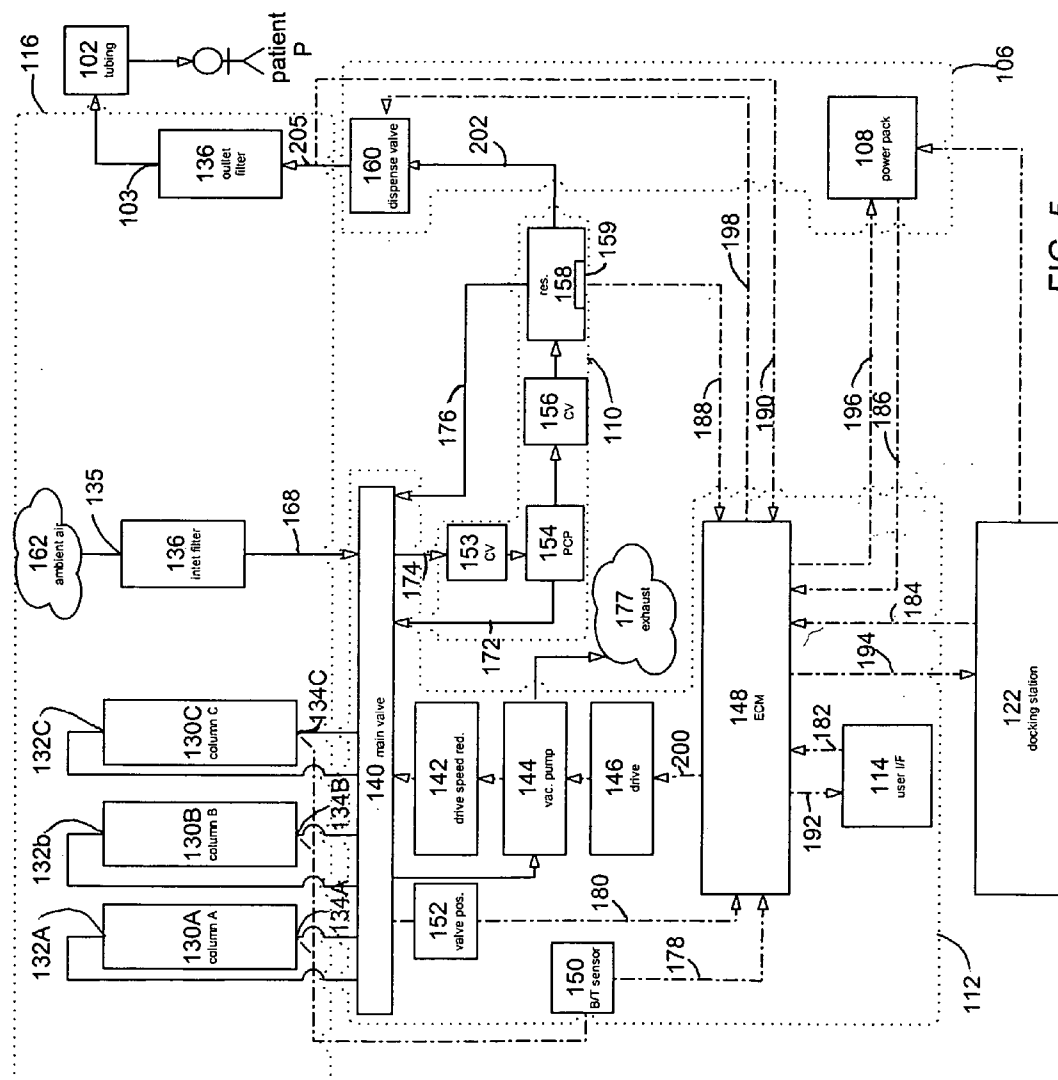 116
102
tubing
patient
P
103
136
outlet
filter
205
160
dispense valve
202
106
162
ambient air
135
136
intet filter
168
176
res.
158
159
198
108
power pack
132C
130C
column C
134C
132b
130B
column B
134B
132A
130A
column A
134A
140 main valve
174
153
CV
154
PCP
156
CV
110
172
177
exhaust
188
190
196
186
142
drive speed red.
144
vac. pump
146
drive
200
148
ECM
184
194
152
valve pos.
180
150
B/T sensor
178
192
182
114
user I/F
122
docking station
112
FIG. 5